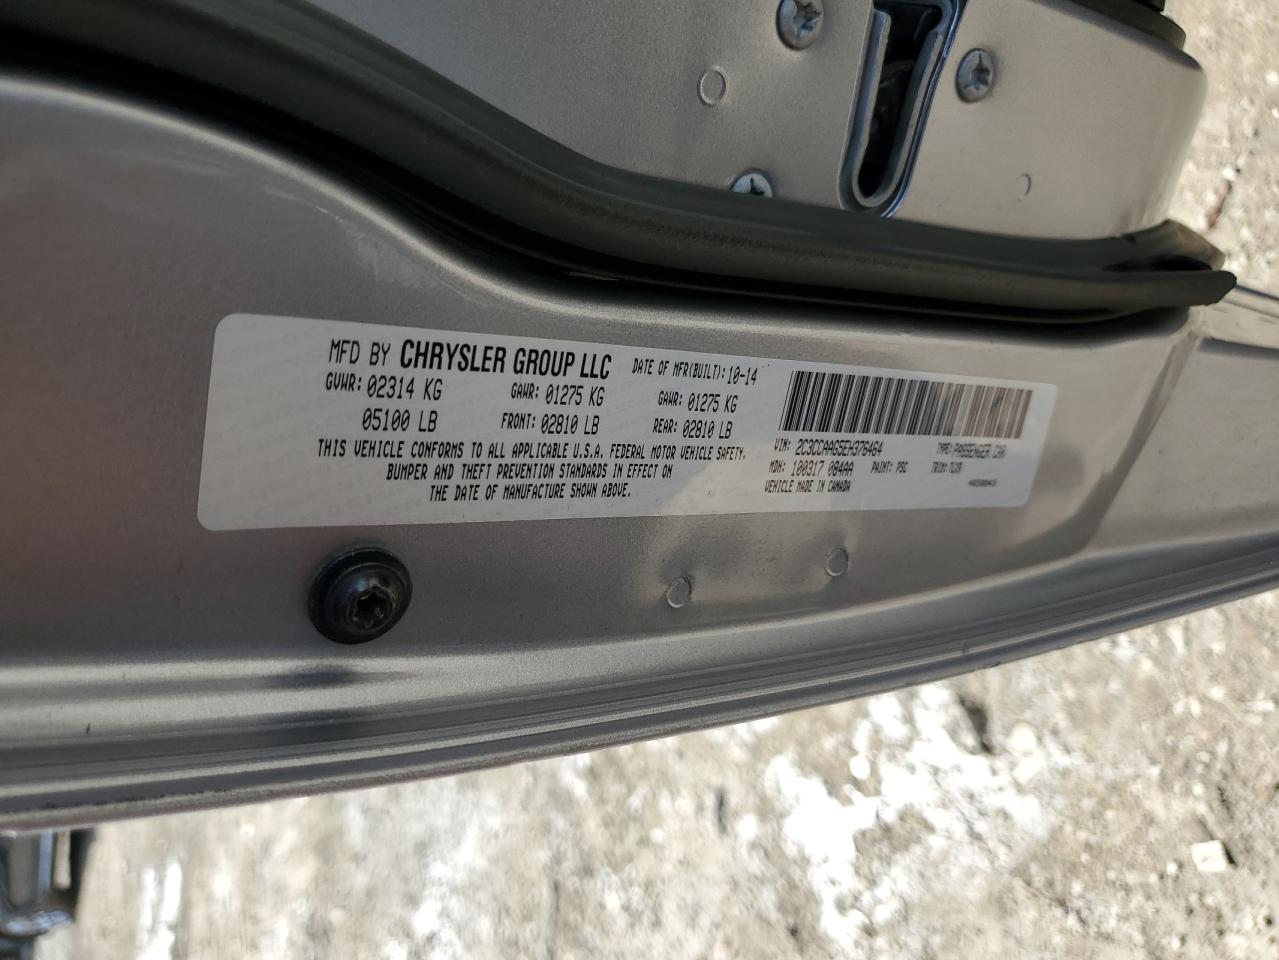 MFD BY CHRYSLER GROUP LLC
DATE OF MFR(BUILT): 10-14
GVWR: 02314 KG
05100 LB
GAWR: 01275 KG
FRONT: 02810 LB
GAWR: 01275 KG
REAR: 02810 LB
THIS VEHICLE CONFORMS TO ALL APPLICABLE U.S.A. FEDERAL MOTOR VEHICLE SAFETY,
BUMPER AND THEFT PREVENTION STANDARDS IN EFFECT ON
THE DATE OF MANUFACTURE SHOWN ABOVE.
VIN: 2C3CCAAG5EH376464
TYPE: PASSENGER CAR
MDH: 100317 084AA
PAINT: PSC
TRIM: TLX9
VEHICLE MADE IN CANADA